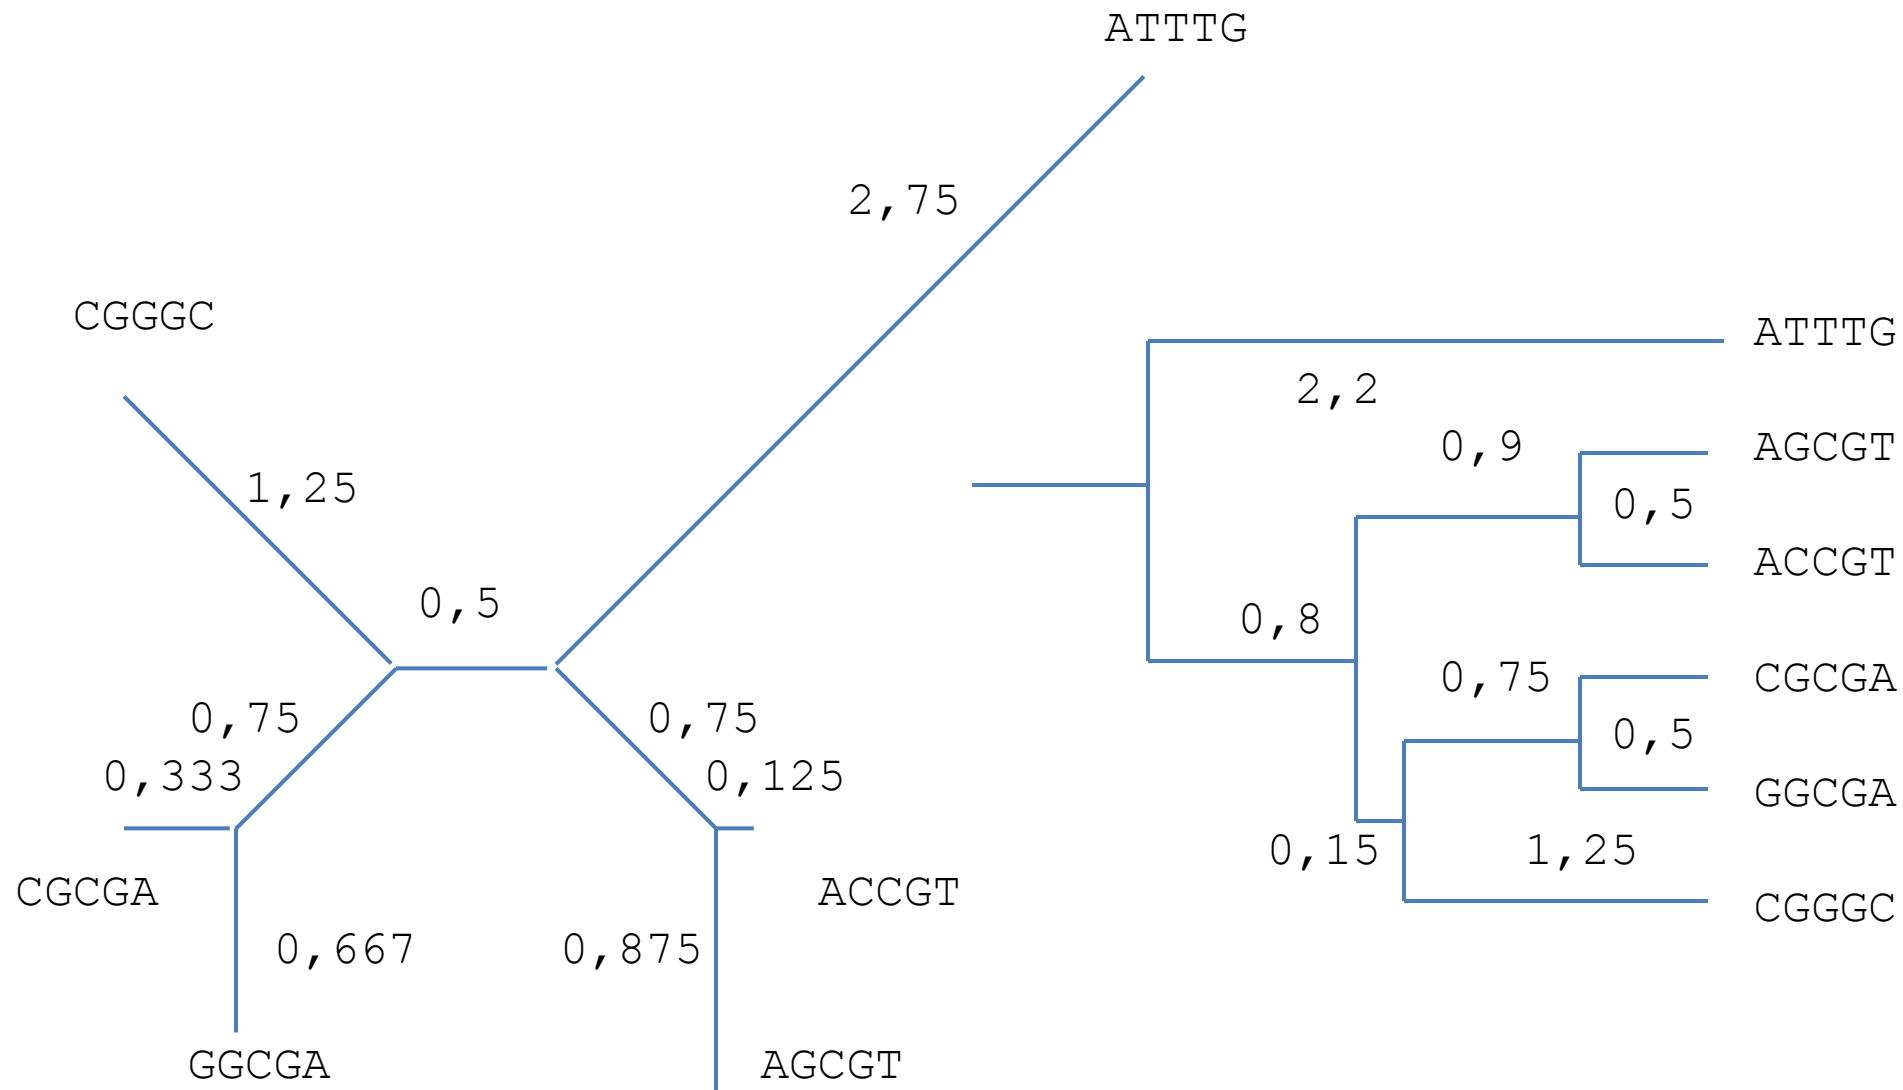 ATTTG
2,75
CGGGC
1,25
0,5
0,75
0,75
0,333
0,125
CGCGA
ACCGT
0,667
0,875
GGCGA
AGCGT
ATTTG
2,2
0,9
AGCGT
0,5
ACCGT
0,8
0,75
CGCGA
0,5
GGCGA
0,15
1,25
CGGGC